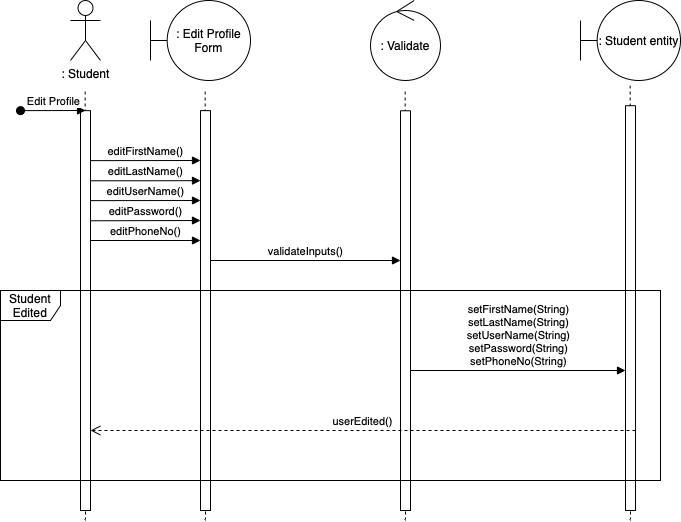 : Edit Profile
Form
: Validate
: Student entity
: Student
Edit Profile
editFirstName()
editLastName()
editUserName()
editPassword()
editPhoneNo()
validateInputs()
Student
Edited
setFirstName(String)
setLastName(String)
setUserName(String)
setPassword(String)
setPhoneNo(String)
userEdited()